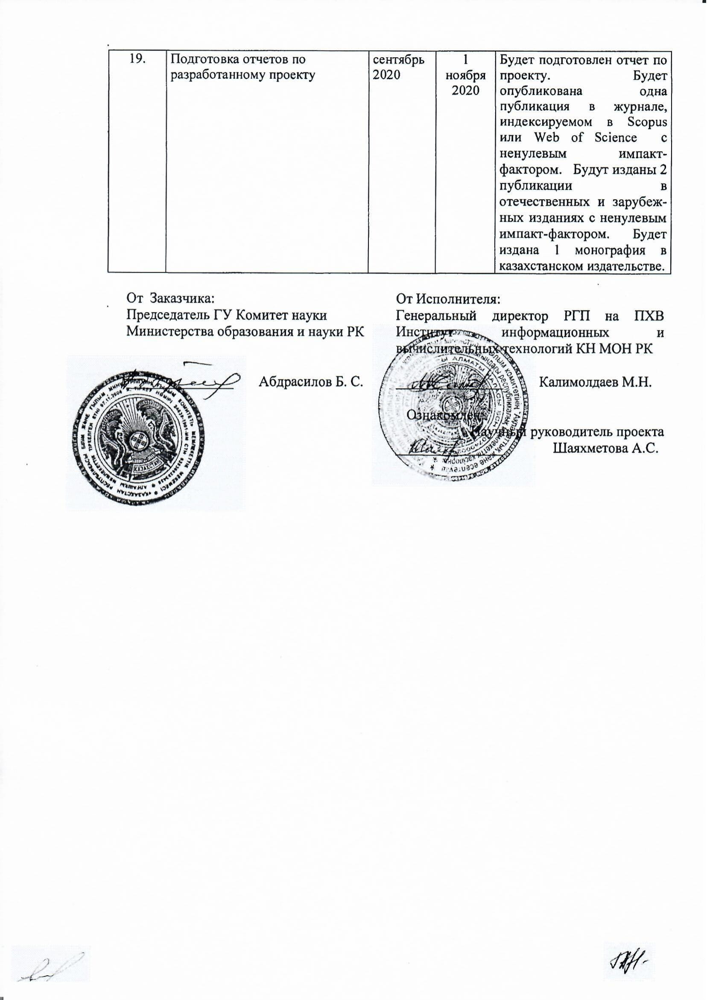 19.
Подготовка отчетов по
разработанному проекту
сентябрь
2020
1
ноября
2020
Будет подготовлен отчет по
проекту. Будет
опубликована одна
публикация в журнале,
индексируемом в Scopus
или Web of Science с
ненулевым импакт-
фактором. Будут изданы 2
публикации в
отечественных и зарубеж-
ных изданиях с ненулевым
импакт-фактором. Будет
издана 1 монография в
казахстанском издательстве.
От Заказчика:
Председатель ГУ Комитет науки
Министерства образования и науки РК
Абдрасилов Б. С.
От Исполнителя:
Генеральный директор РГП на ПХВ
Институт информационных и
вычислительных технологий КН МОН РК
Калимолдаев М.Н.
Научный руководитель проекта
Шаяхметова А.С.
ҚАЗАҚСТАН